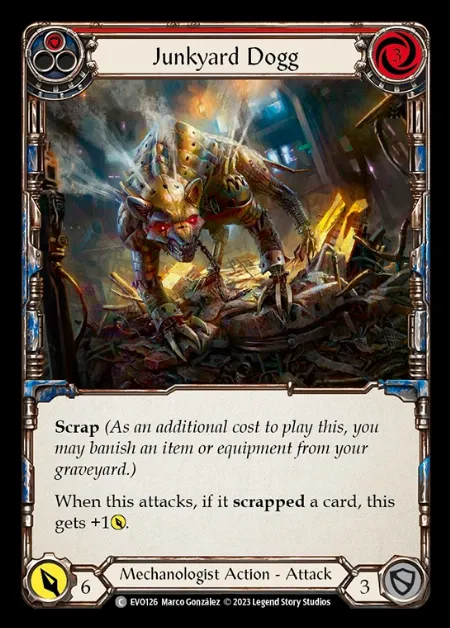 Junkyard Dogg
3
Scrap (As an additional cost to play this, you
may banish an item or equipment from your
graveyard.)
When this attacks, if it scrapped a card, this
gets +1.
6
Mechanologist Action - Attack
3
C EVO126 Marco González © 2023 Legend Story Studios